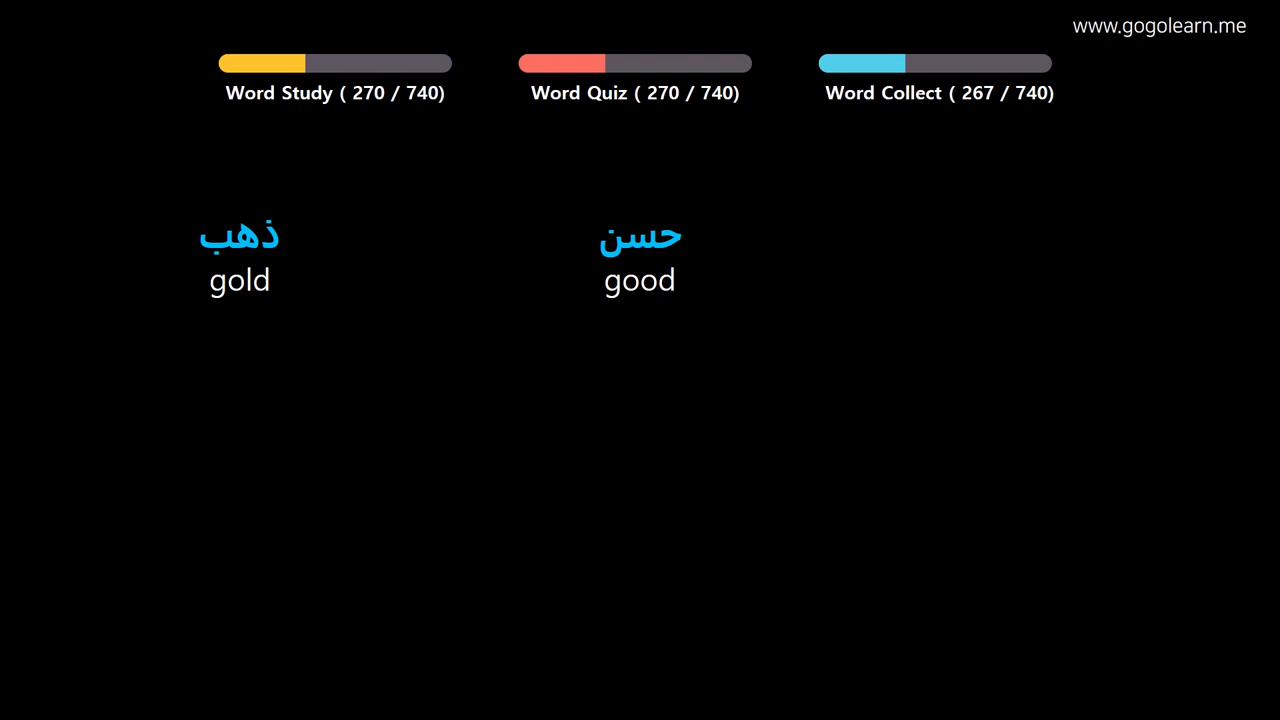 www.gogolearn.me
Word Study ( 270 / 740)
Word Quiz ( 270 / 740)
Word Collect ( 267 / 740)
ذهب
gold
حسن
good